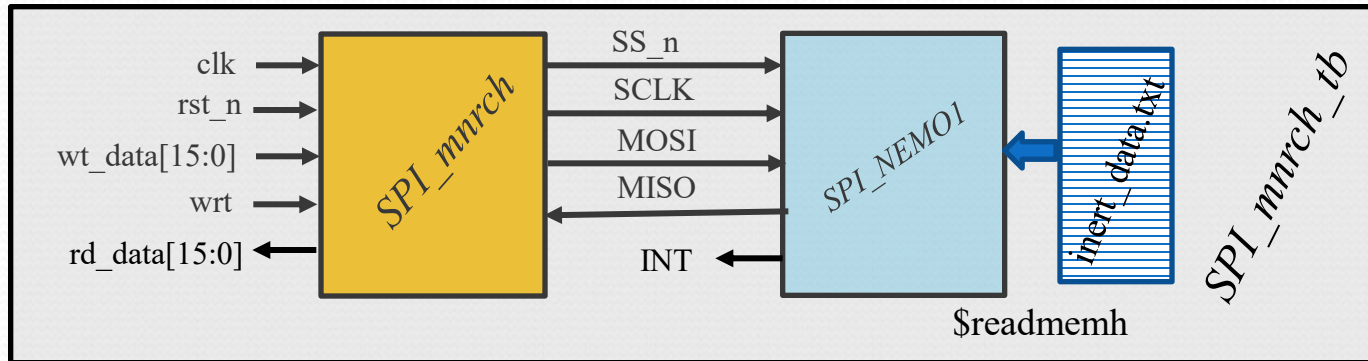 clk
rst_n
wt_data[15:0]
wrt
rd_data[15:0]
SPI_mnrch
SS_n
SCLK
MOSI
MISO
INT
SPI_NEMO1
inert_data.txt
$readmemh
SPI_mnrch_tb